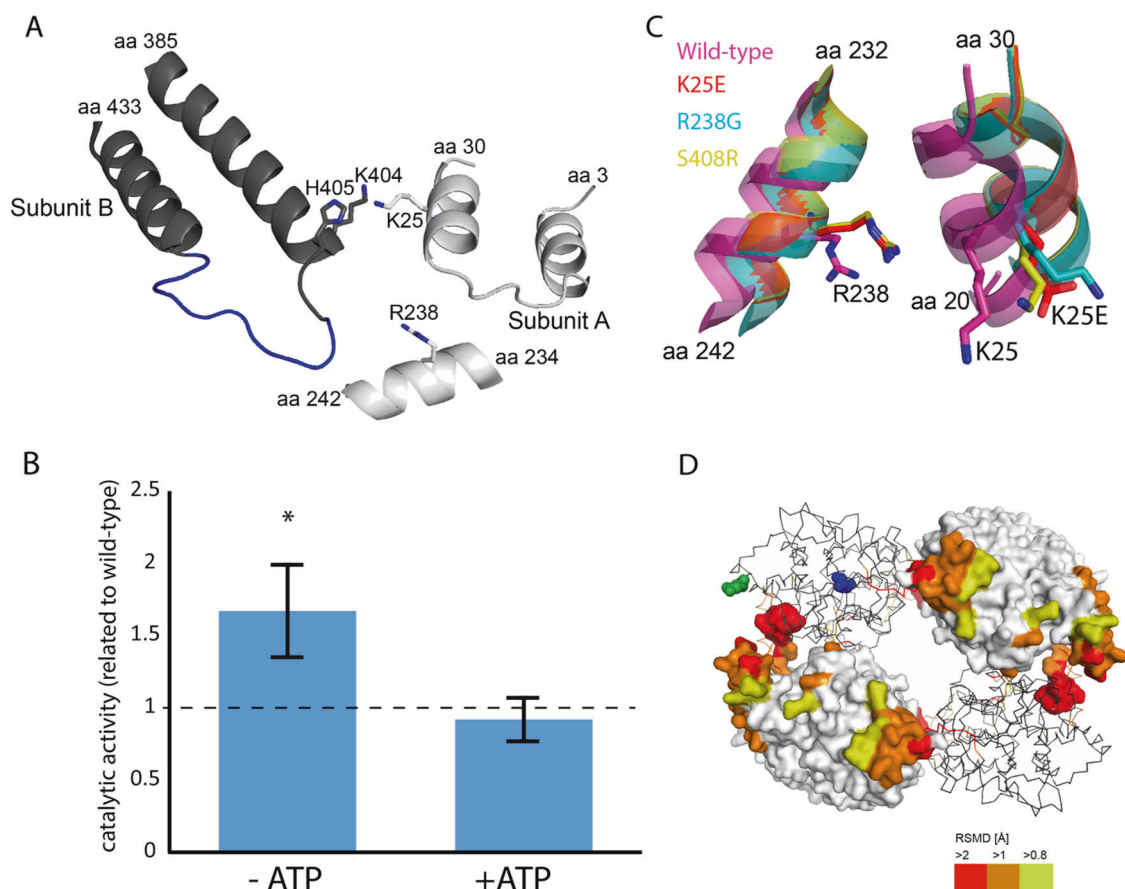 A
aa 385
aa 433
Subunit B
H405
K404
K25
aa 30
aa 3
Subunit A
R238
aa 234
aa 242
C
Wild-type
K25E
R238G
S408R
aa 232
aa 30
R238
aa 242
aa 20
K25E
K25
B
catalytic activity (related to wild-type)
2.5
2
1.5
1
0.5
0
*
- ATP
+ATP
D
RSMD [Å]
>2 >1 >0.8